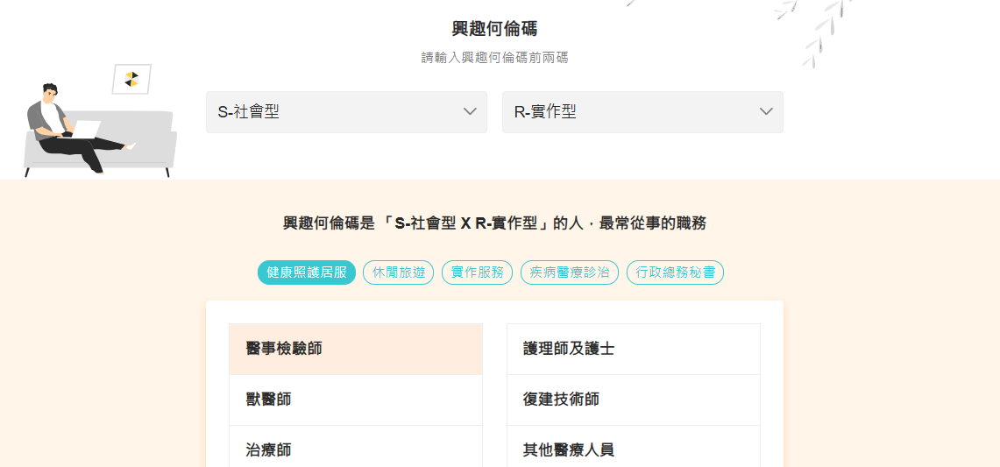 興趣何倫碼
請輸入興趣何倫碼前兩碼
S-社會型
R-實作型
興趣何倫碼是「S-社會型 X R-實作型」的人，最常從事的職務
健康照護居服
休閒旅遊
實作服務
疾病醫療診治
行政總務秘書
醫事檢驗師
護理師及護士
獸醫師
復建技術師
治療師
其他醫療人員